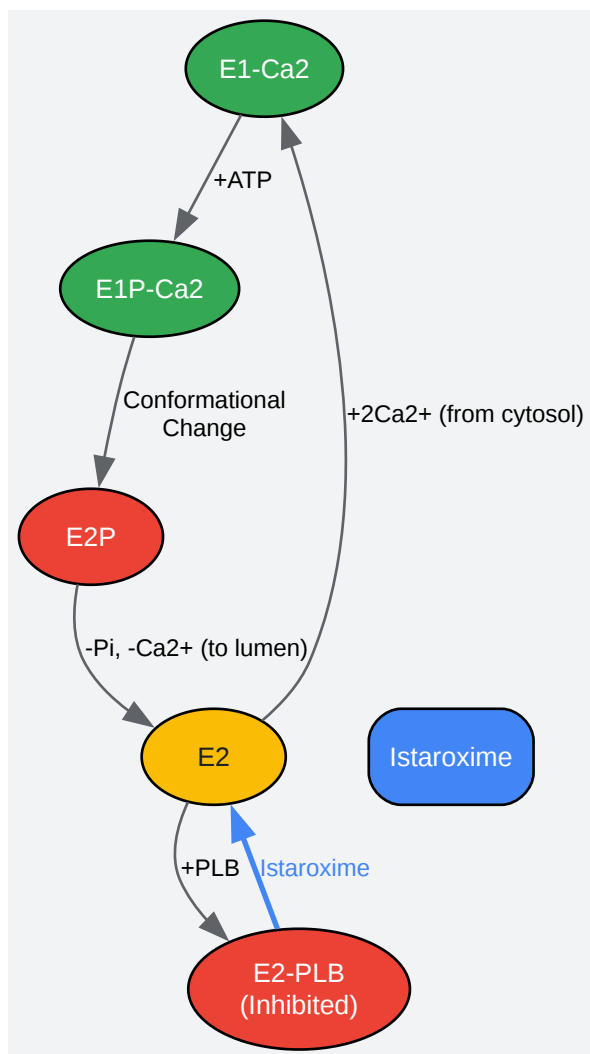 E1-Ca2
+ATP
E1P-Ca2
Conformational
Change
+2Ca2+ (from cytosol)
E2P
-Pi, -Ca2+ (to lumen)
E2
Istaroxime
+PLB
Istaroxime
E2-PLB
(Inhibited)